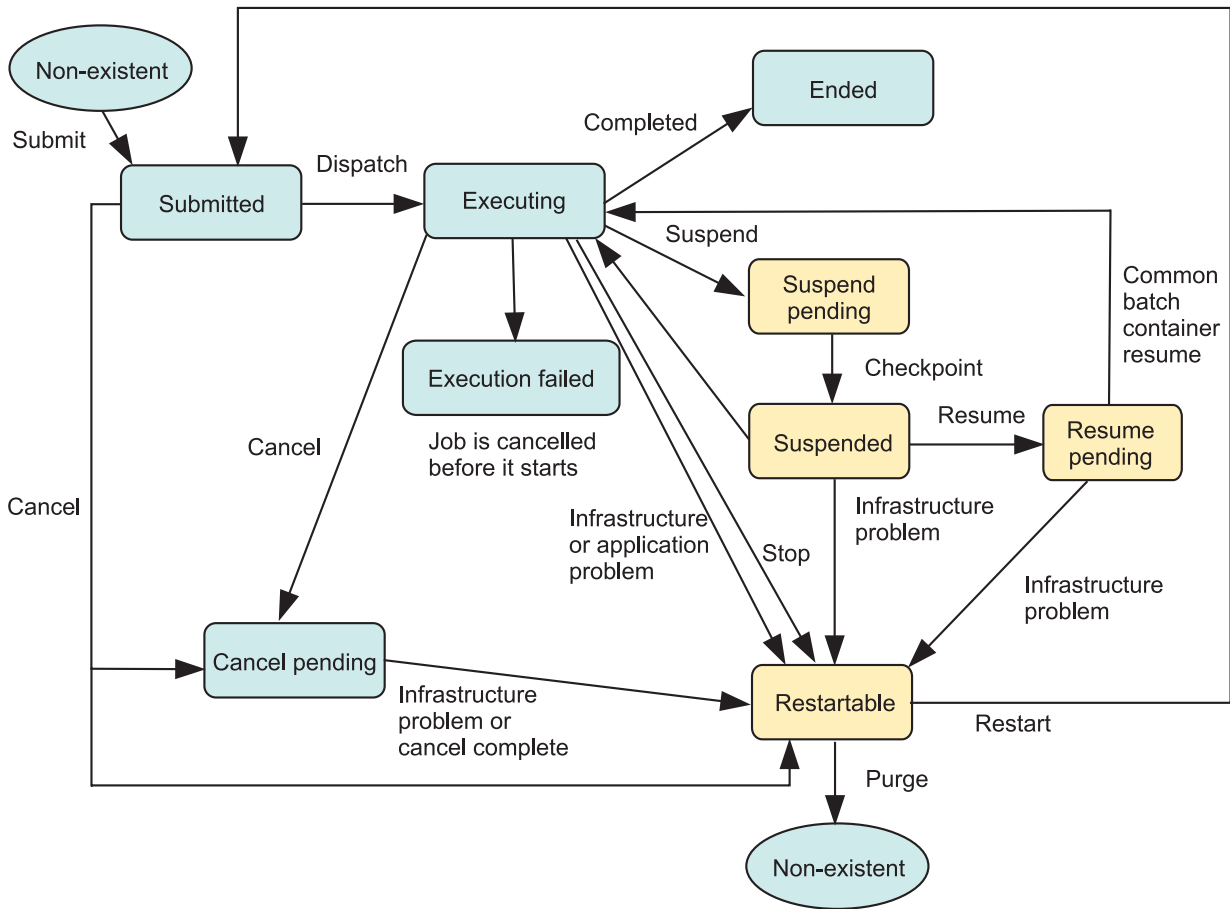 Non-existent
Ended
Submit
Completed
Dispatch
Submitted
Executing
Suspend
Suspend
pending
Common
batch
container
resume
Execution failed
Checkpoint
Job is cancelled
before it starts
Suspended
Resume
Resume
pending
Cancel
Cancel
Infrastructure
or application
problem
Stop
Infrastructure
problem
Infrastructure
problem
Cancel pending
Infrastructure
problem or
cancel complete
Restartable
Restart
Purge
Non-existent